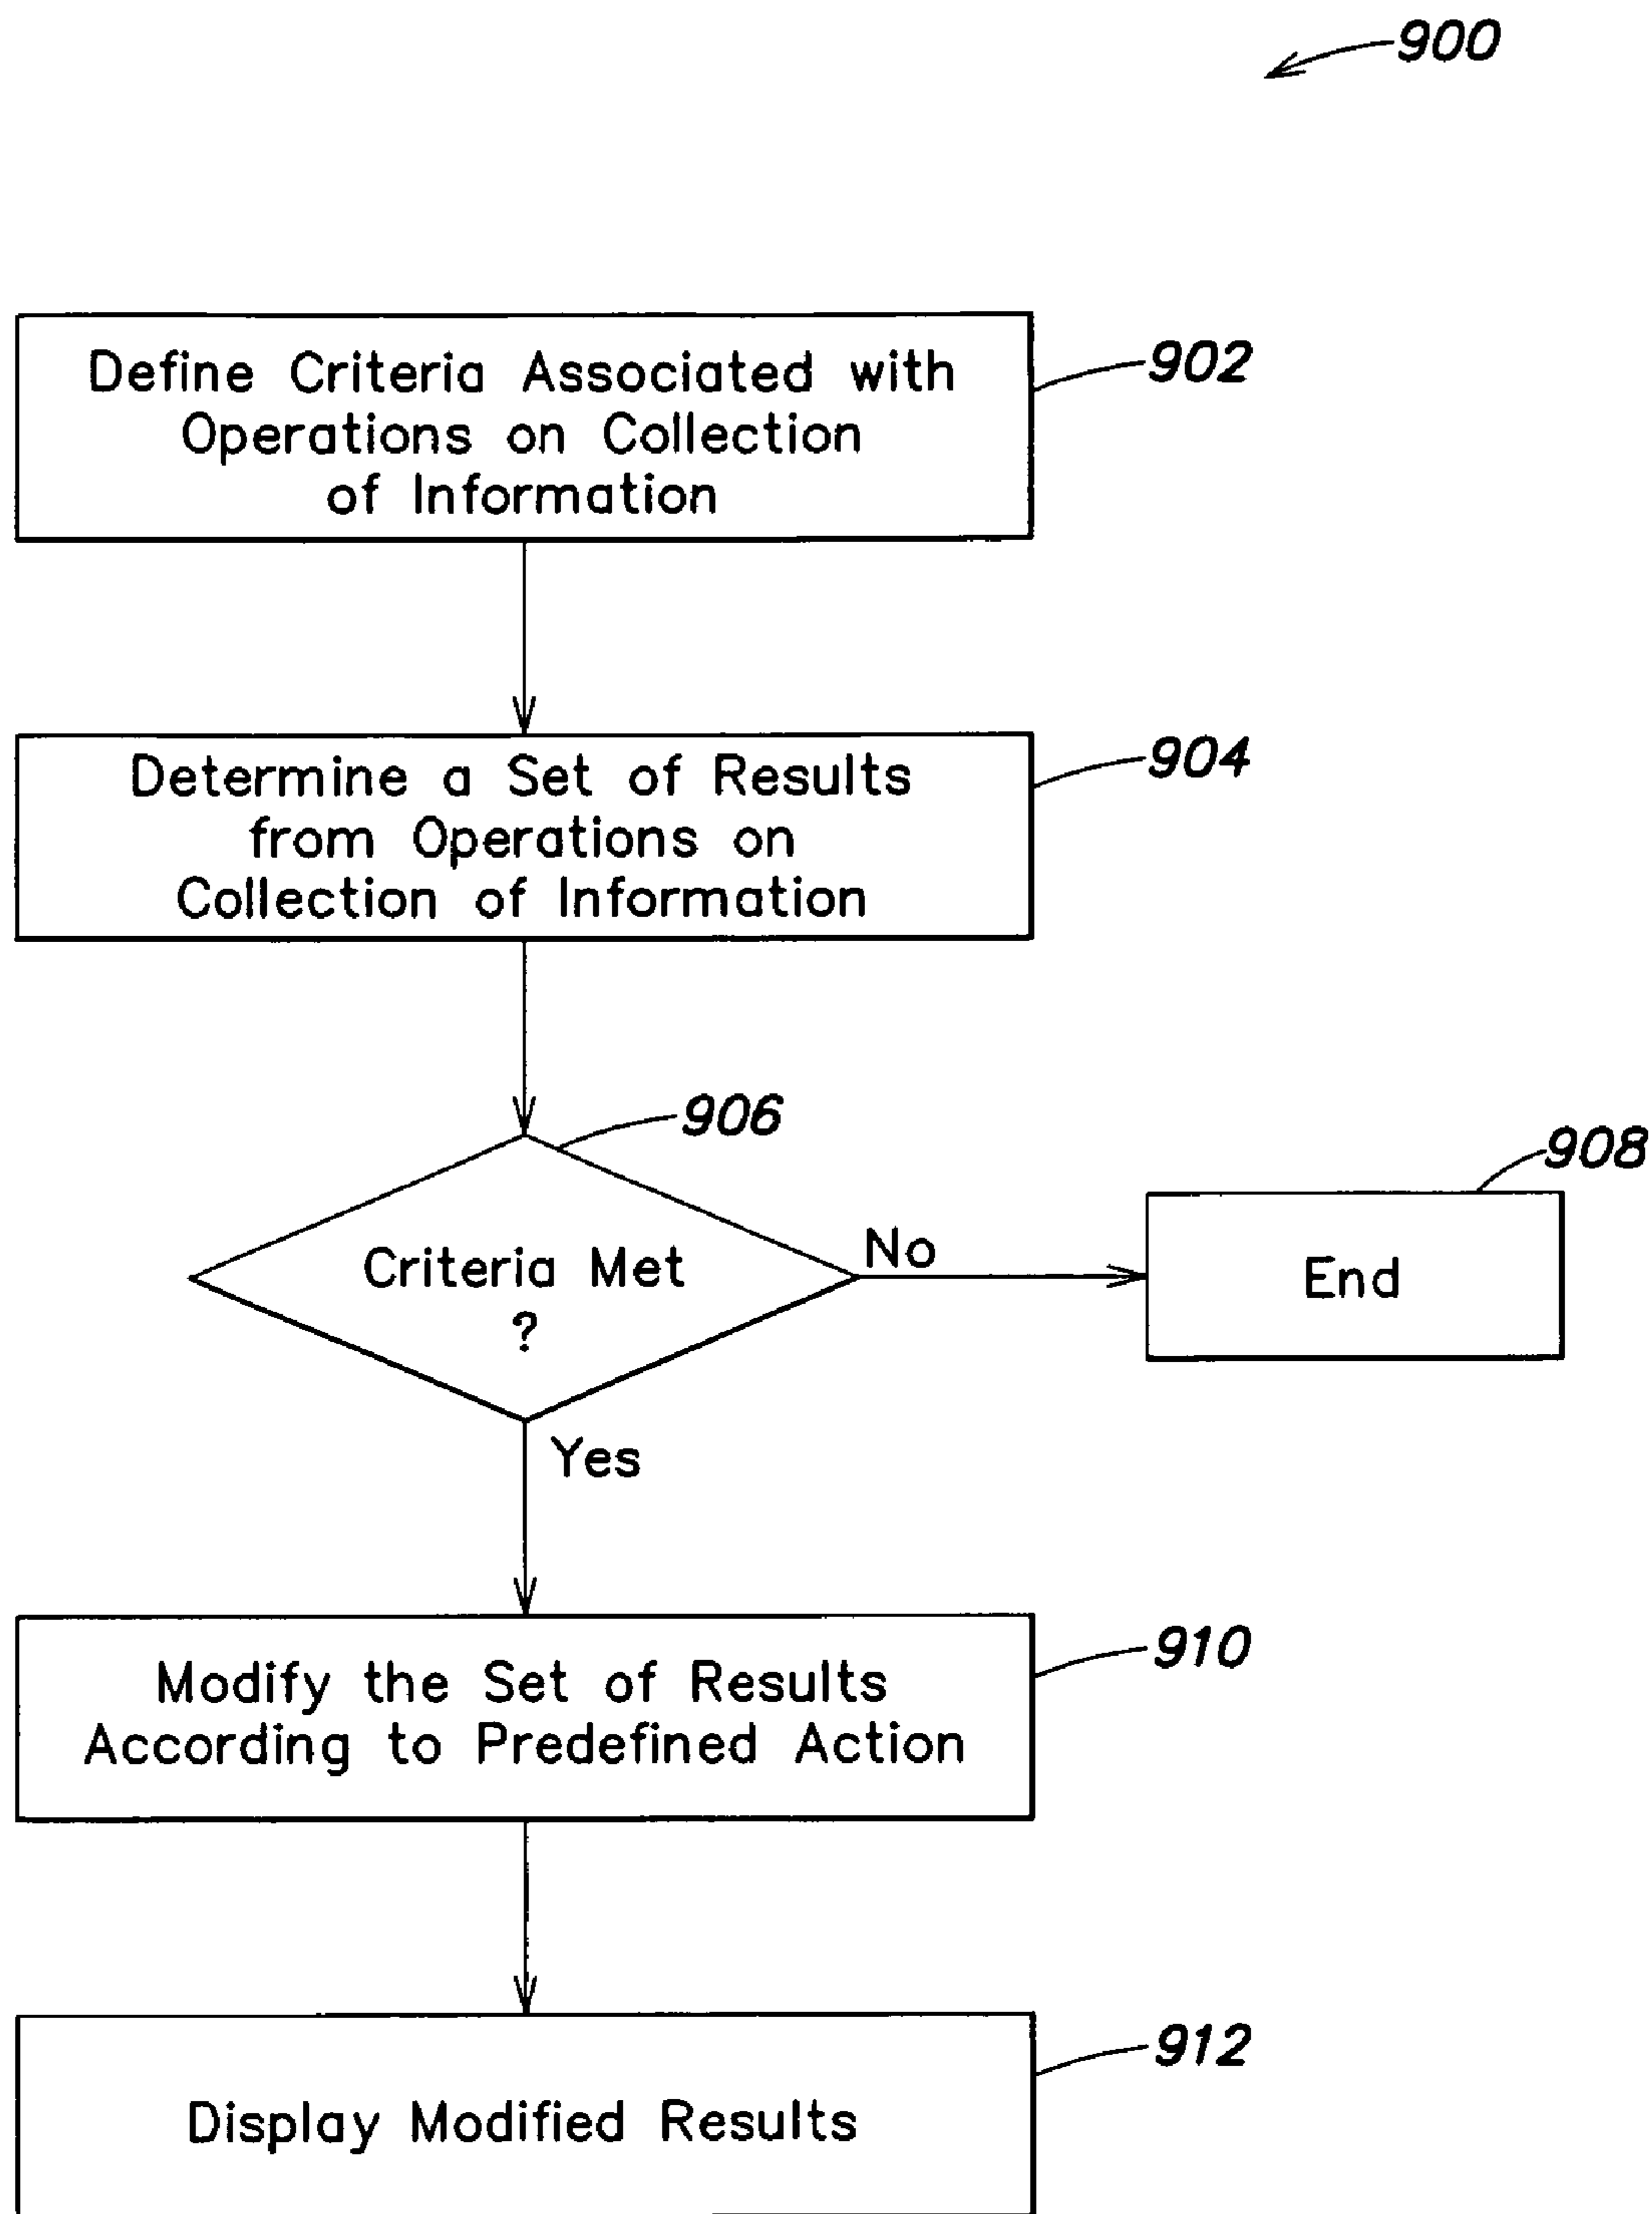 900
Define Criteria Associated with
Operations on Collection
of Information
902
Determine a Set of Results
from Operations on
Collection of Information
904
906
Criteria Met
?
No
908
End
Yes
Modify the Set of Results
According to Predefined Action
910
Display Modified Results
912